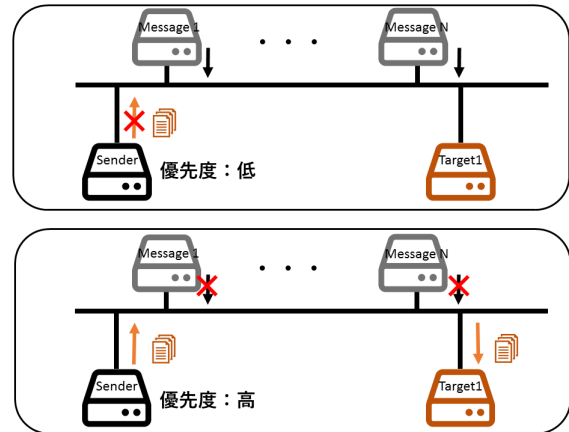 Message 1
・・・
Message N
Sender
優先度：低
Target1
Message 1
・・・
Message N
Sender
優先度：高
Target1